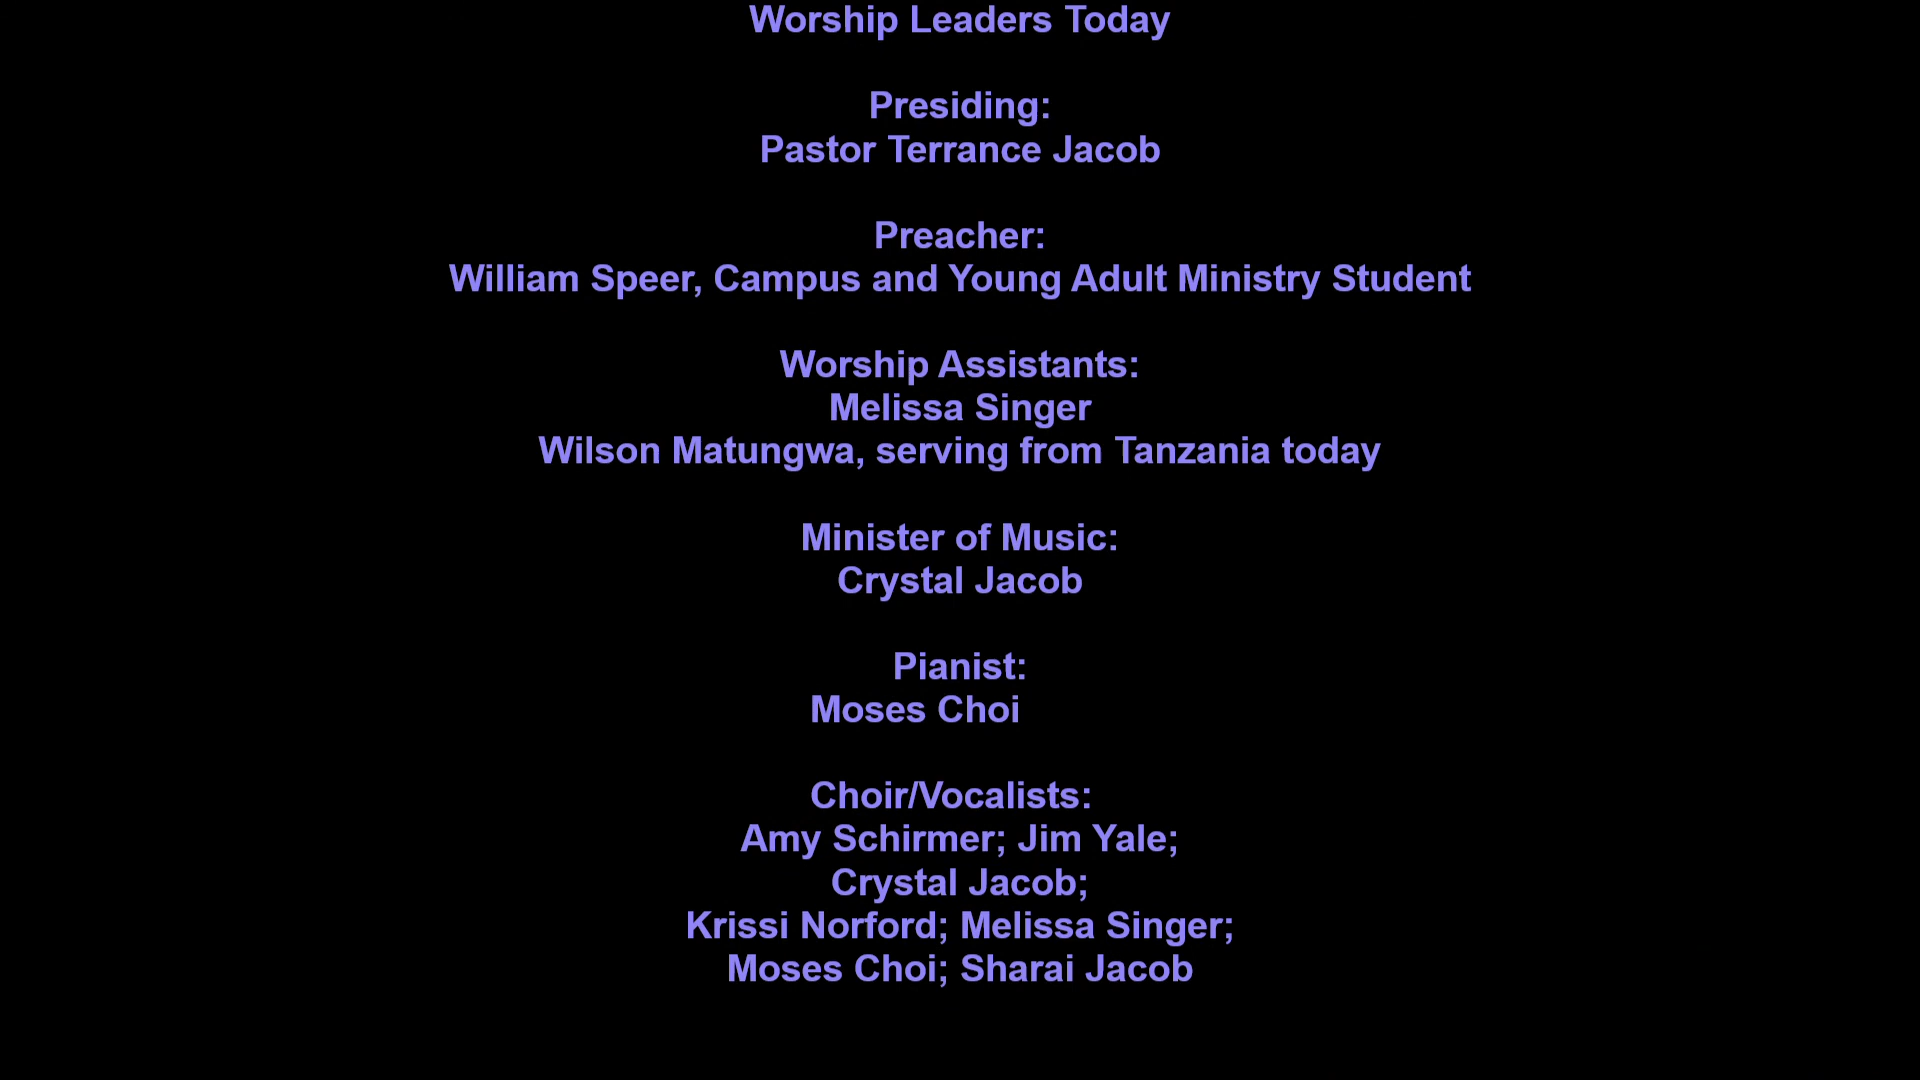 Worship Leaders Today
Presiding:
Pastor Terrance Jacob
Preacher:
William Speer, Campus and Young Adult Ministry Student
Worship Assistants:
Melissa Singer
Wilson Matungwa, serving from Tanzania today
Minister of Music:
Crystal Jacob
Pianist:
Moses Choi
Choir/Vocalists:
Amy Schirmer; Jim Yale;
Crystal Jacob;
Krissi Norford; Melissa Singer;
Moses Choi; Sharai Jacob